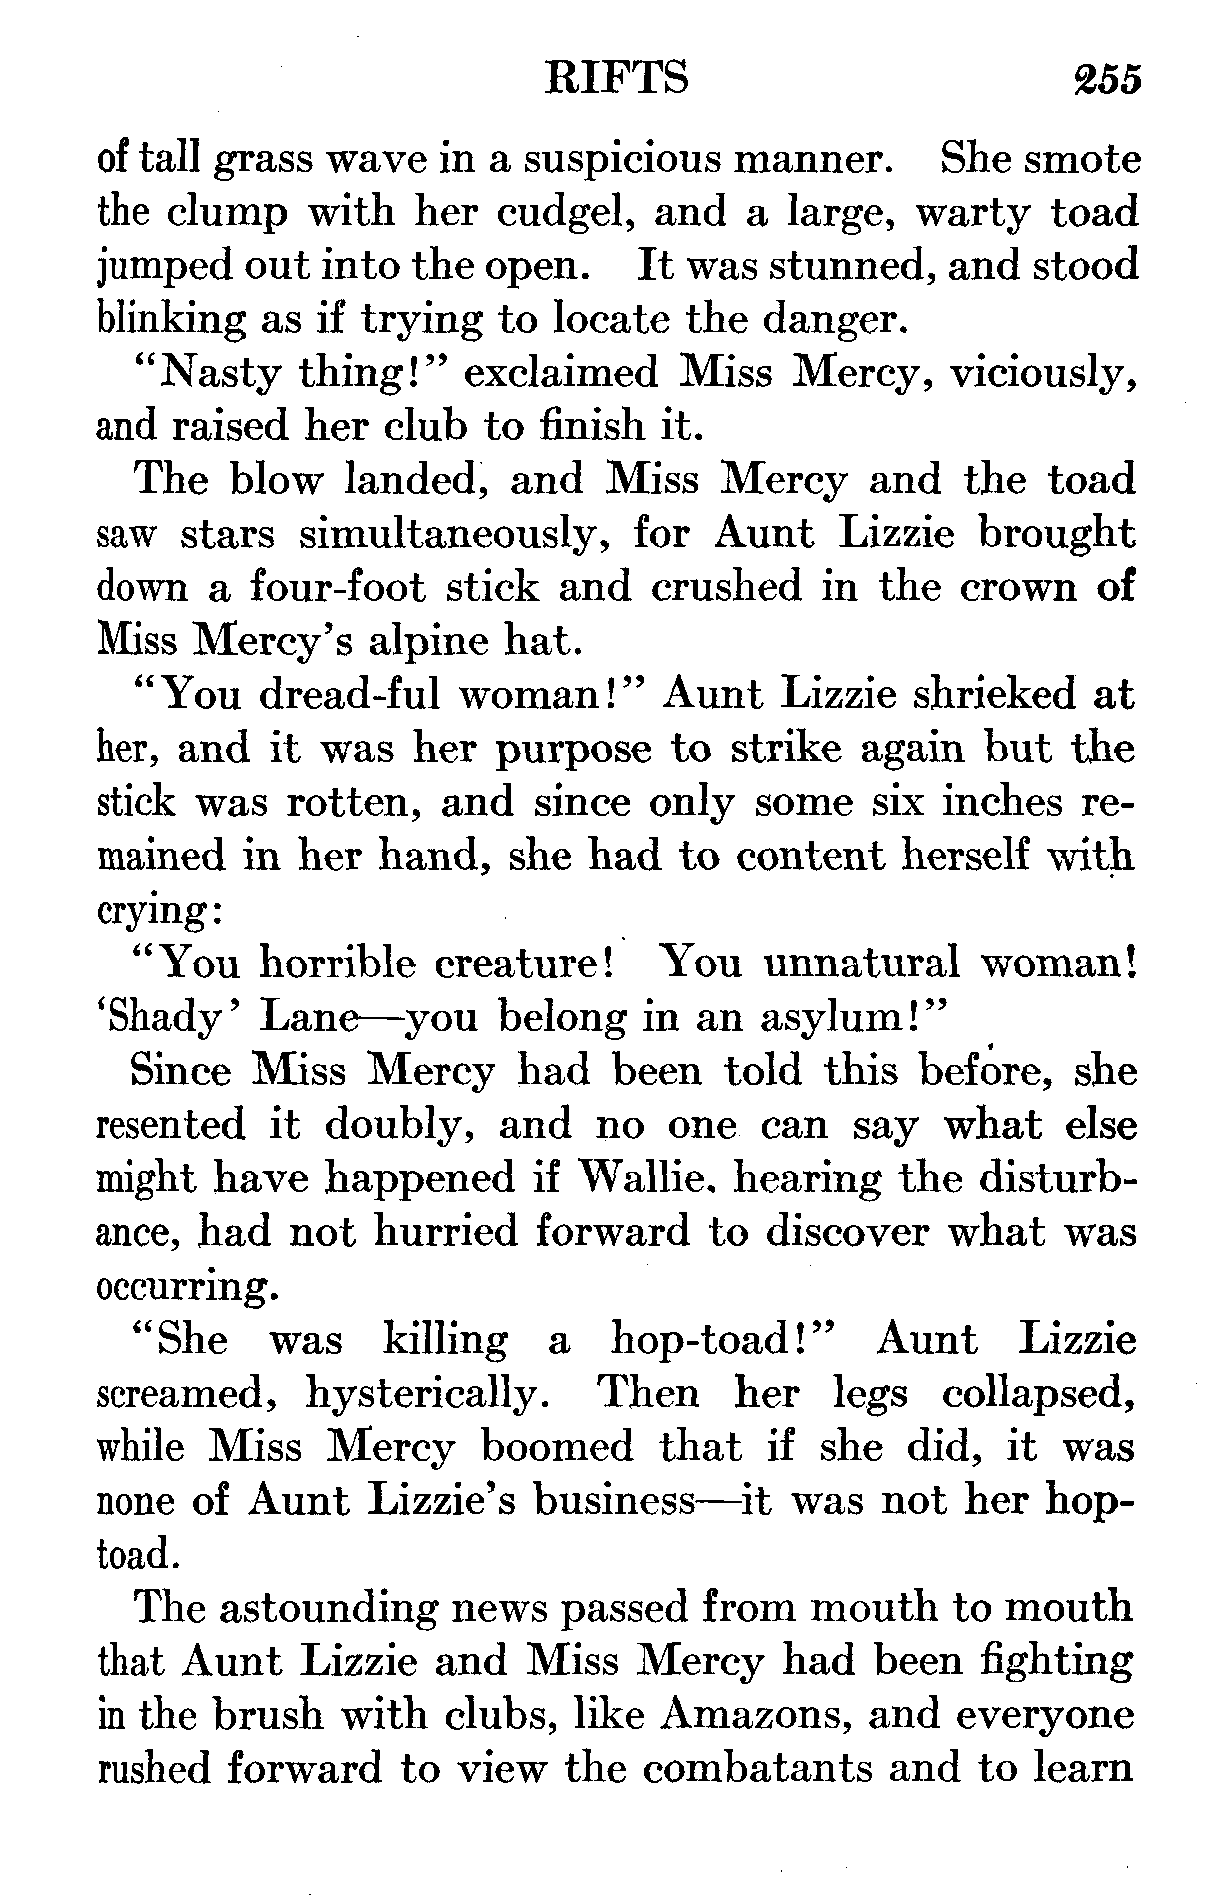 RIFTS 255
of tall grass wave in a suspicious manner. She smote
the clump with her cudgel, and a large, warty toad
jumped out into the open. It was stunned, and stood
blinking as if trying to locate the danger.
"Nasty thing!" exclaimed Miss Mercy, viciously,
and raised her club to finish it.
The blow landed, and Miss Mercy and the toad
saw stars simultaneously, for Aunt Lizzie brought
down a four-foot stick and crushed in the crown of
Miss Mercy's alpine hat.
"You dread-ful woman!" Aunt Lizzie shrieked at
her, and it was her purpose to strike again but the
stick was rotten, and since only some six inches re-
mained in her hand, she had to content herself with
crying:
"You horrible creature! You unnatural woman!
'Shady' Lane—you belong in an asylum!"
Since Miss Mercy had been told this before, she
resented it doubly, and no one can say what else
might have happened if Wallie. hearing the disturb-
ance, had not hurried forward to discover what was
occurring.
"She was killing a hop-toad!" Aunt Lizzie
screamed, hysterically. Then her legs collapsed,
while Miss Mercy boomed that if she did, it was
none of Aunt Lizzie's business—it was not her hop-
toad.
The astounding news passed from mouth to mouth
that Aunt Lizzie and Miss Mercy had been fighting
in the brush with clubs, like Amazons, and everyone
rushed forward to view the combatants and to learn